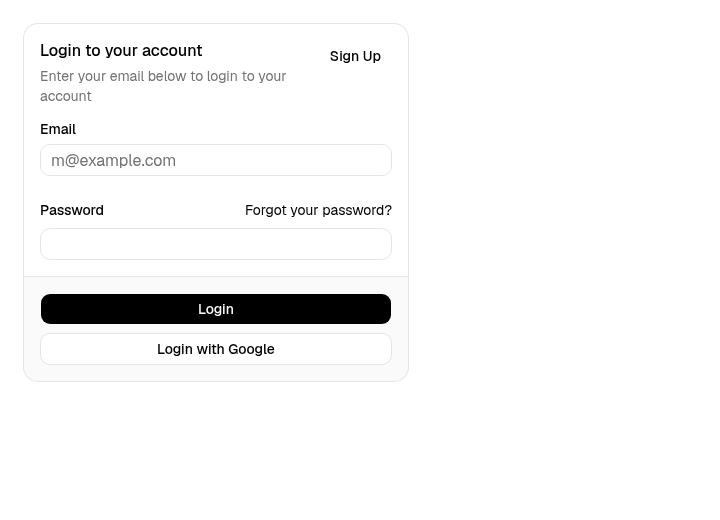 Login to your account
Sign Up
Enter your email below to login to your
account
Email
m@example.com
Password
Forgot your password?
Login
Login with Google